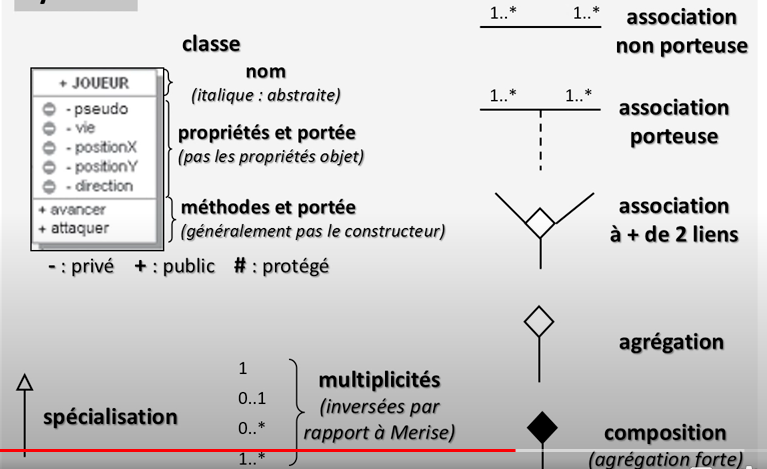 classe
nom
(italique : abstraite)
+ JOUEUR
- pseudo
- vie
- positionX
- positionY
- direction
+ avancer
+ attaquer
propriétés et portée
(pas les propriétés objet)
méthodes et portée
(généralement pas le constructeur)
- : privé + : public # : protégé
spécialisation
1
0..1
0..*
1..*
multiplicités
(inversées par
rapport à Merise)
1..* 1..*
association
non porteuse
1..* 1..*
association
porteuse
association
à + de 2 liens
agrégation
composition
(agrégation forte)